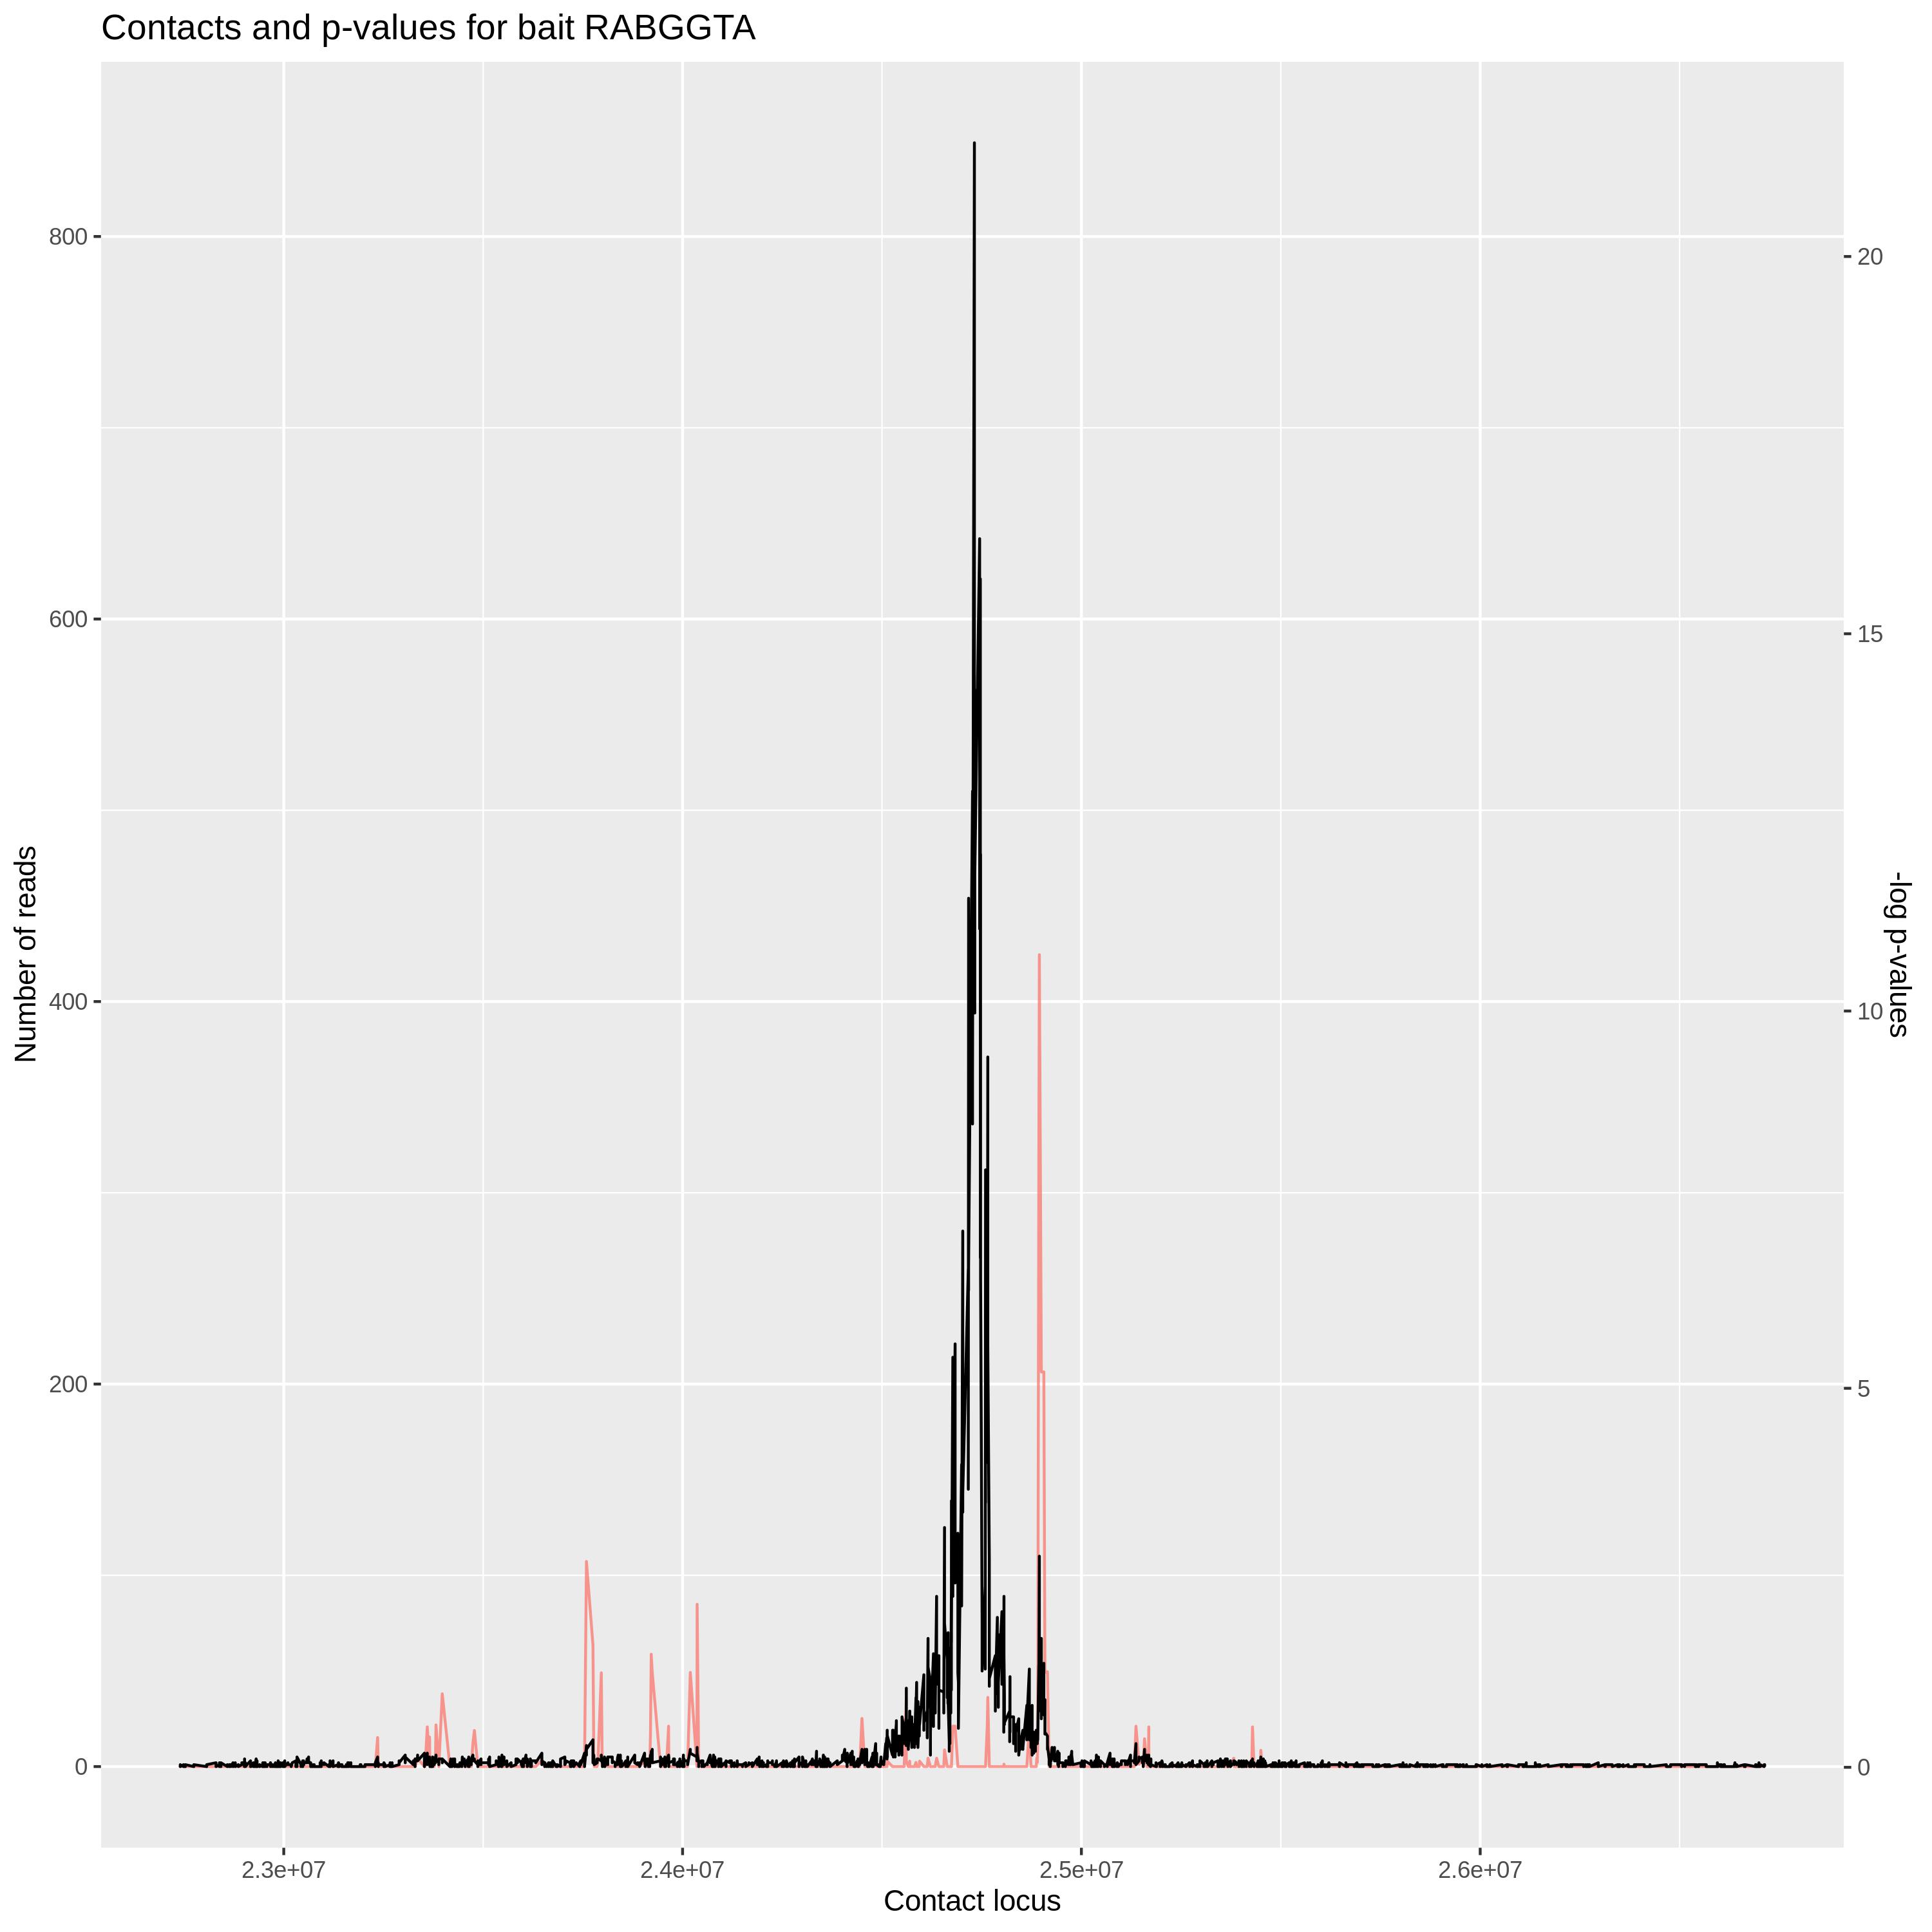 Contacts and p-values for bait RABGGTA
800
600
400
200
0
Number of reads
20
15
10
5
0
-log p-values
2.3e+07
2.4e+07
2.5e+07
2.6e+07
Contact locus